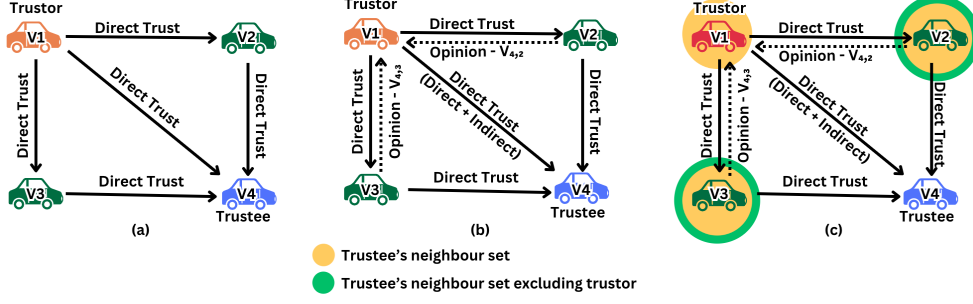 Trustor
V1
Direct Trust
V2
Direct Trust
Direct Trust
Direct Trust
V3
Direct Trust
V4
Trustee
(a)
Trustor
V1
Direct Trust
Opinion - V₄,₂
V2
Direct Trust
Opinion - V₄,₃
Direct Trust
(Direct + Indirect)
Direct Trust
V3
Direct Trust
V4
Trustee
(b)
Trustor
V1
Direct Trust
Opinion - V₄,₂
V2
Direct Trust
Opinion - V₄,₃
Direct Trust
(Direct + Indirect)
Direct Trust
V3
Direct Trust
V4
Trustee
(c)
Trustee's neighbour set
Trustee's neighbour set excluding trustor